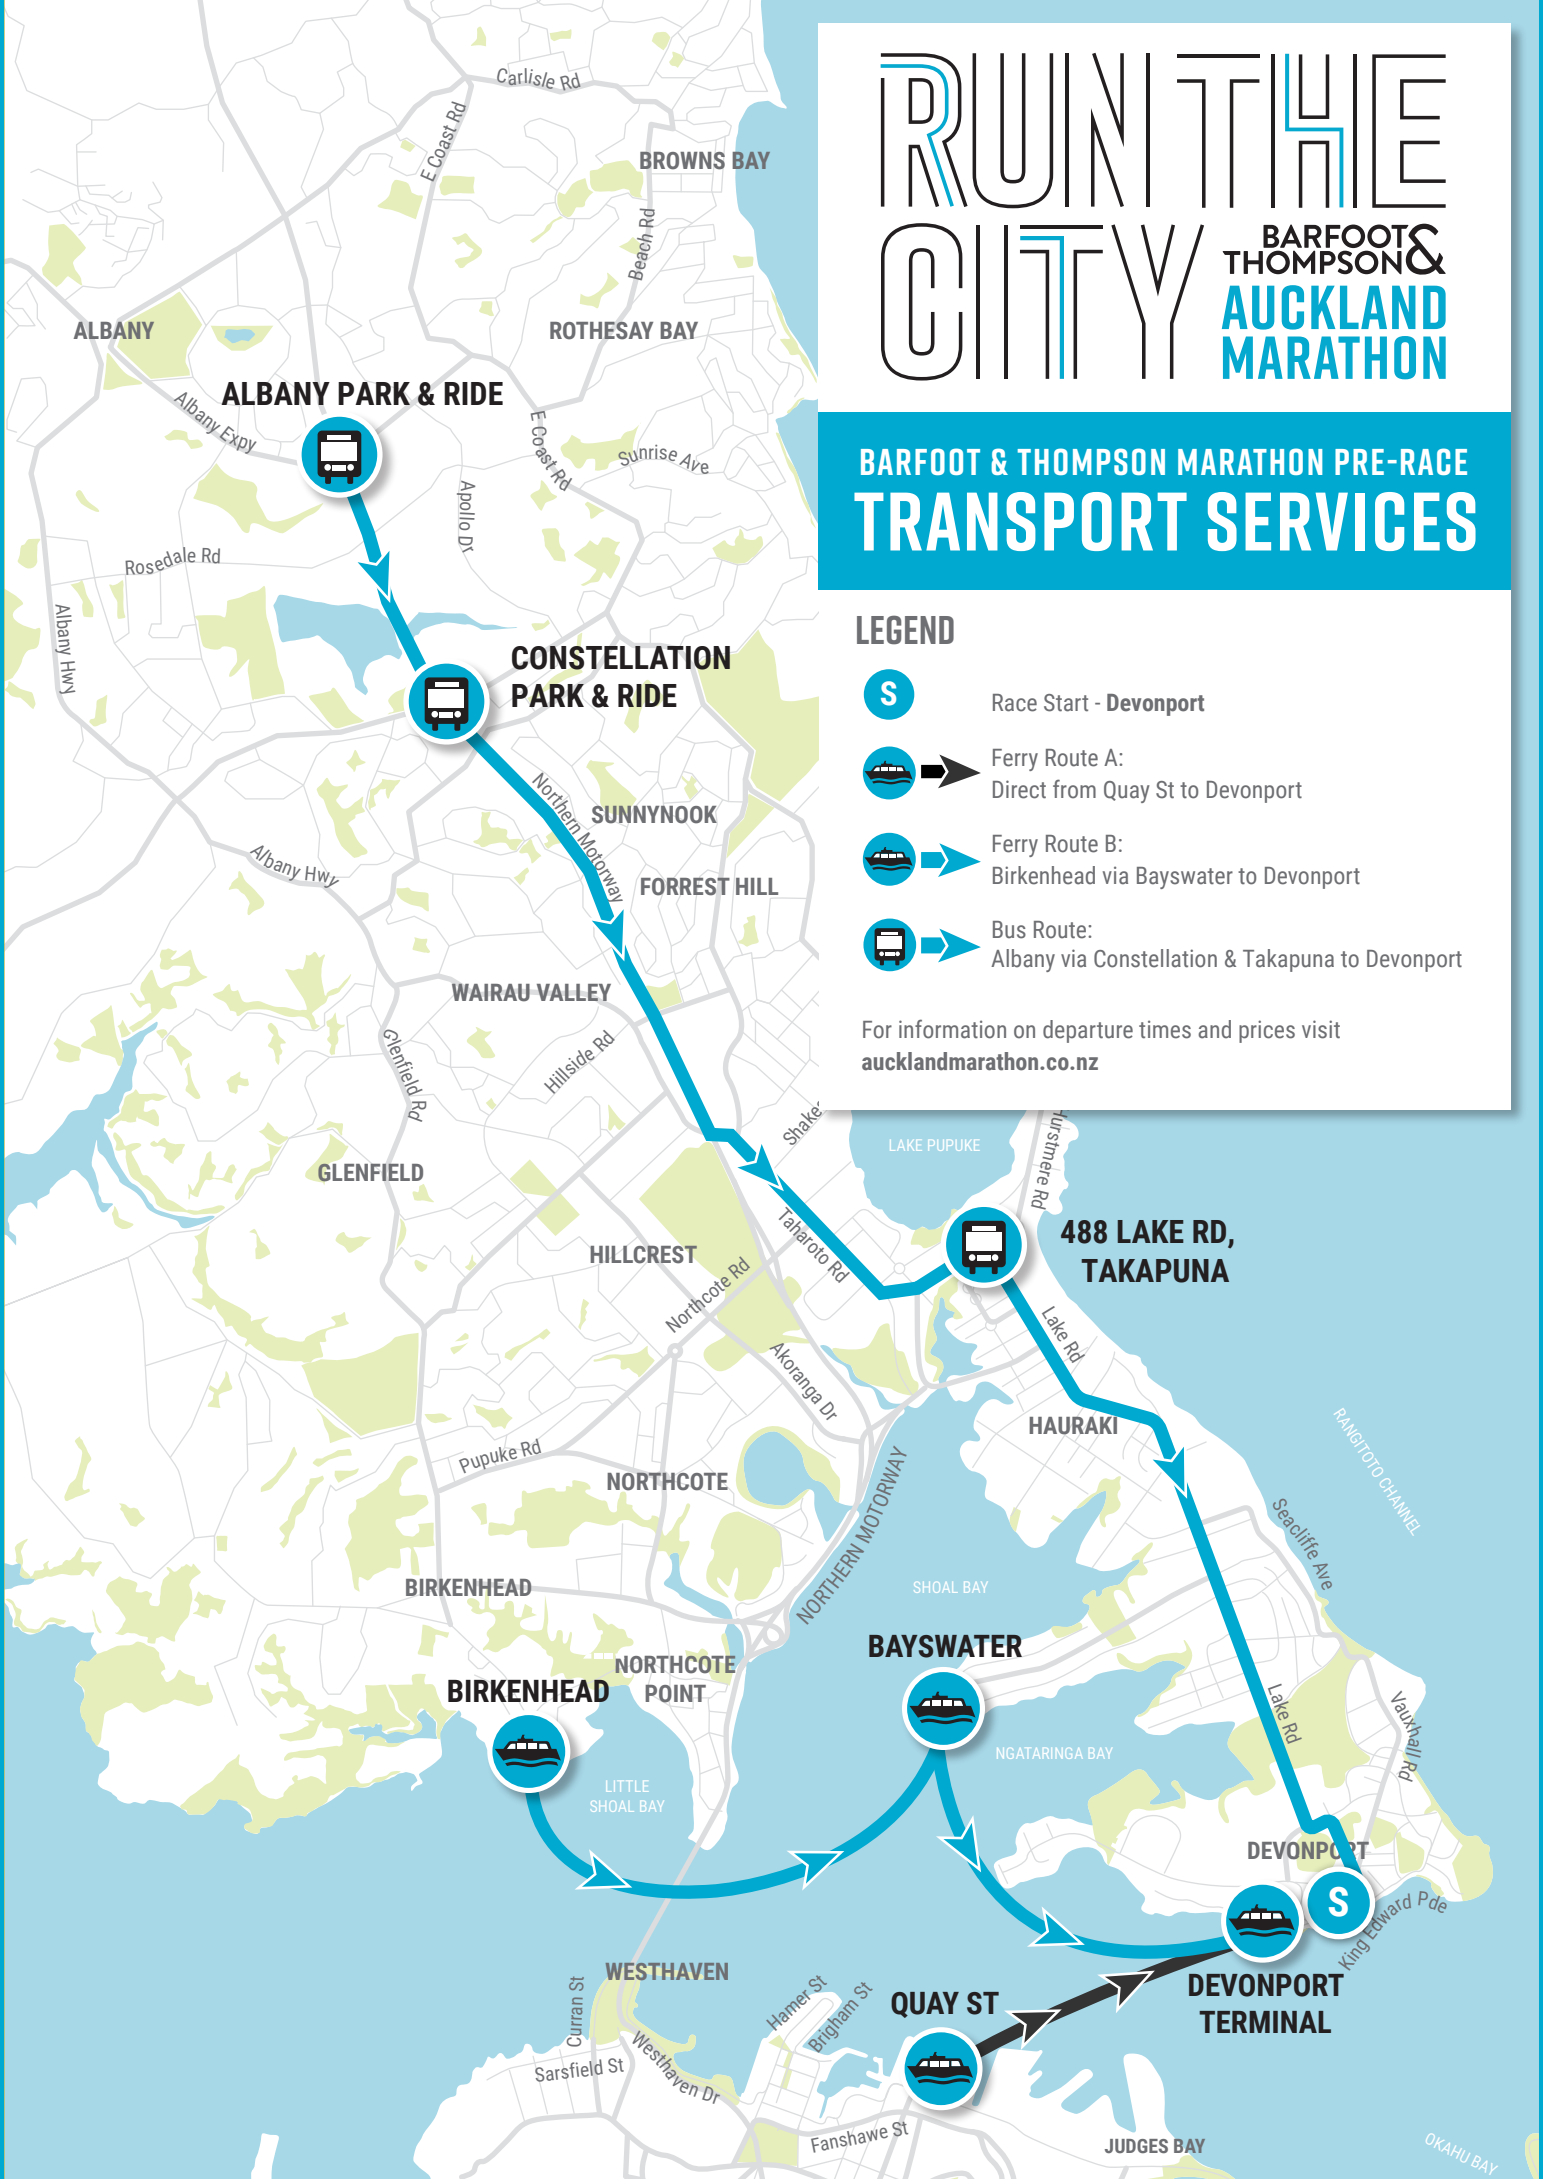 RUN THE
CITY
BARFOOT &
THOMPSON
AUCKLAND
MARATHON
BARFOOT & THOMPSON MARATHON PRE-RACE
TRANSPORT SERVICES
LEGEND
S
Race Start - Devonport
Ferry Route A:
Direct from Quay St to Devonport
Ferry Route B:
Birkenhead via Bayswater to Devonport
Bus Route:
Albany via Constellation & Takapuna to Devonport
For information on departure times and prices visit
aucklandmarathon.co.nz
Carlisle Rd
E Coast Rd
BROWNS BAY
Beach Rd
ALBANY
ROTHESAY BAY
ALBANY PARK & RIDE
Albany Expy
E Coast Rd
Sunrise Ave
Apollo Dr
Rosedale Rd
Albany Hwy
CONSTELLATION
PARK & RIDE
Northern Motorway
SUNNYNOOK
Albany Hwy
FORREST HILL
WAIRAU VALLEY
Glenfield Rd
Hillside Rd
Shakes
LAKE PUPUKE
Hurstmere Rd
GLENFIELD
Taharoto Rd
488 LAKE RD,
TAKAPUNA
HILLCREST
Northcote Rd
Lake Rd
Akoranga Dr
HAURAKI
RANGITOTO CHANNEL
Pupuke Rd
NORTHCOTE
NORTHERN MOTORWAY
Seacliffe Ave
BIRKENHEAD
SHOAL BAY
BAYSWATER
NORTHCOTE
POINT
BIRKENHEAD
Lake Rd
Vauxhall Rd
NGATARINGA BAY
LITTLE
SHOAL BAY
DEVONPORT
S
King Edward Pde
WESTHAVEN
Curran St
Hamer St
Brigham St
QUAY ST
DEVONPORT
TERMINAL
Westhaven Dr
Sarsfield St
Fanshawe St
JUDGES BAY
OKAHU BAY